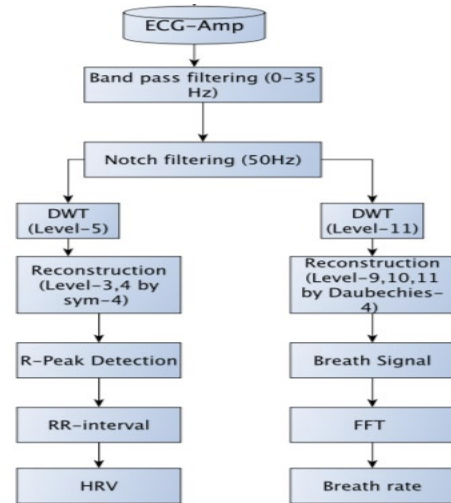 ECG-Amp
Band pass filtering (0-35
Hz)
Notch filtering (50Hz)
DWT
(Level-5)
Reconstruction
(Level-3,4 by
sym-4)
R-Peak Detection
RR-interval
HRV
DWT
(Level-11)
Reconstruction
(Level-9,10,11
by Daubechies-
4)
Breath Signal
FFT
Breath rate